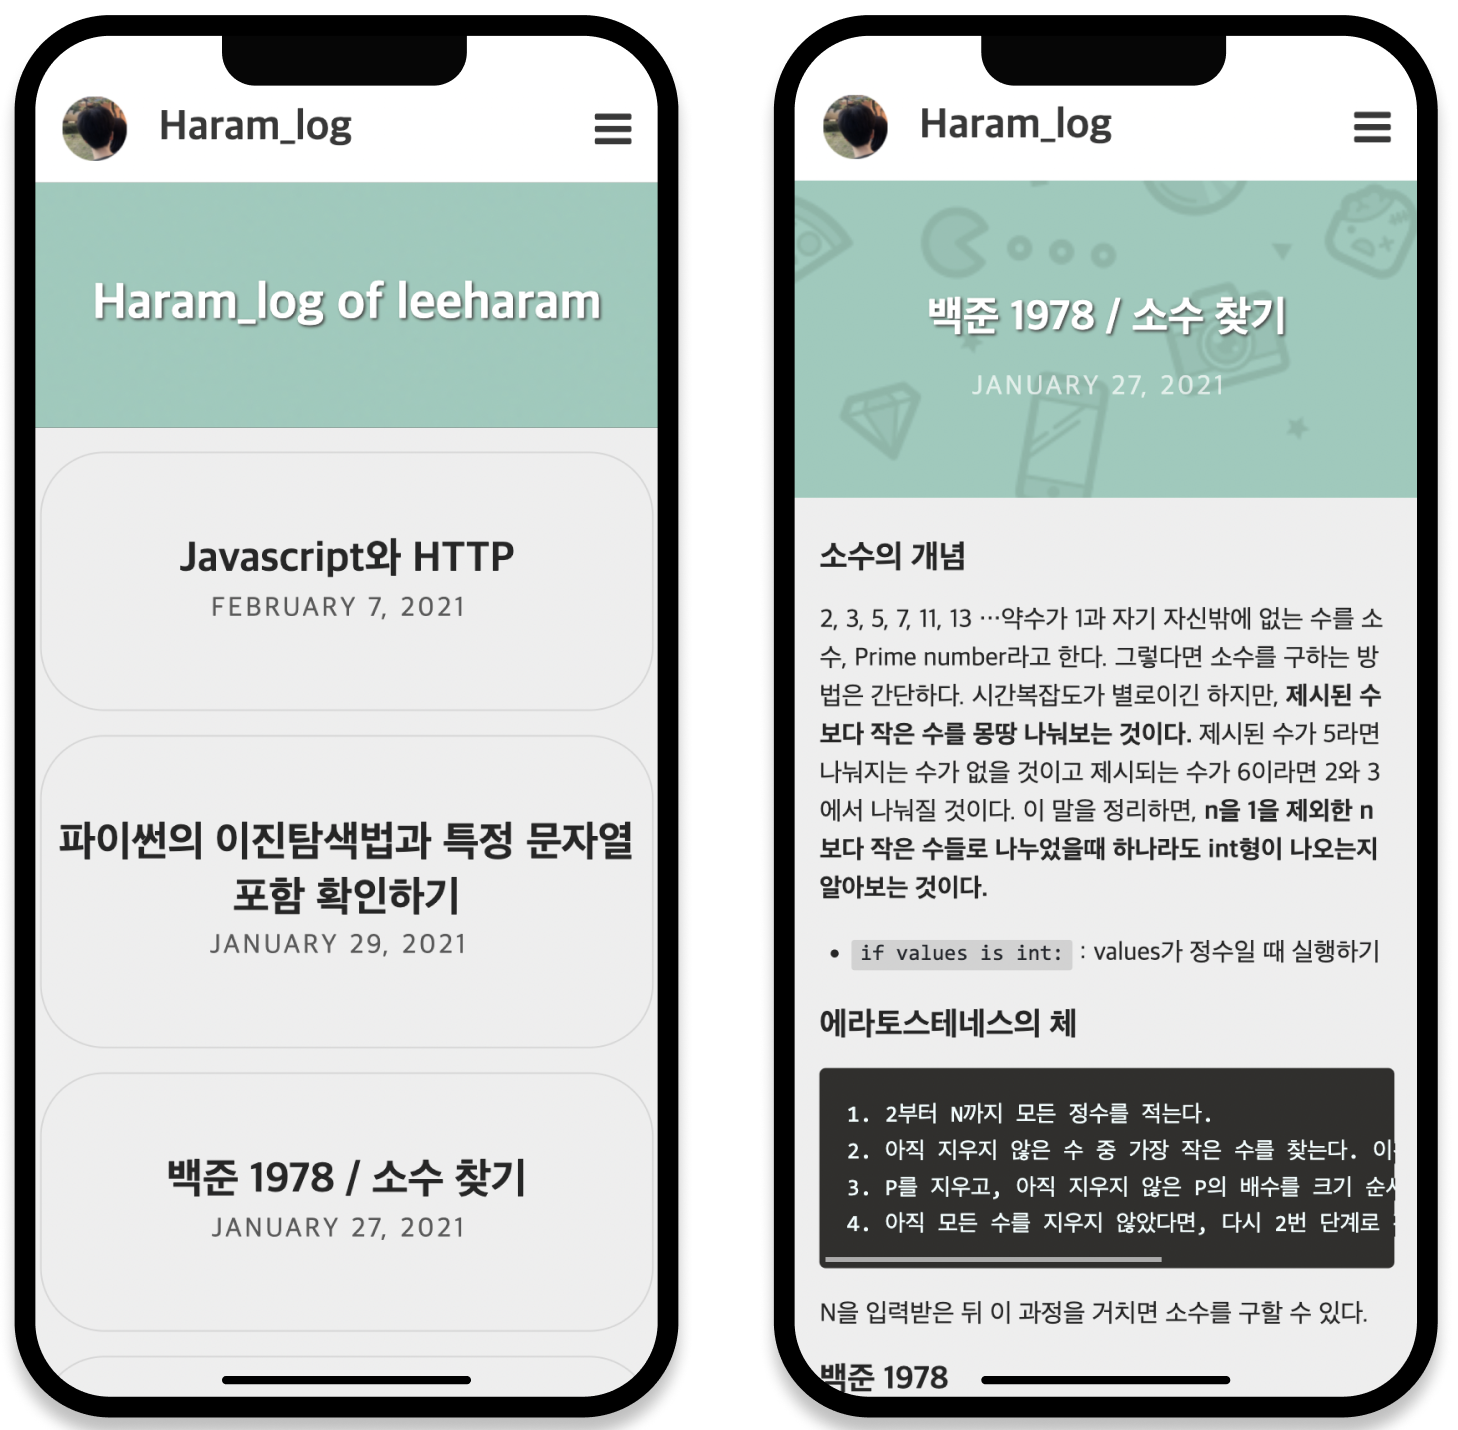 Haram_log
Haram_log of leeharam
Javascript와 HTTP
FEBRUARY 7, 2021
파이썬의 이진탐색법과 특정 문자열
포함 확인하기
JANUARY 29, 2021
백준 1978 / 소수 찾기
JANUARY 27, 2021
Haram_log
백준 1978 / 소수 찾기
JANUARY 27, 2021
소수의 개념
2, 3, 5, 7, 11, 13 …약수가 1과 자기 자신밖에 없는 수를 소
수, Prime number라고 한다. 그렇다면 소수를 구하는 방
법은 간단하다. 시간복잡도가 별로이긴 하지만, 제시된 수
보다 작은 수를 몽땅 나눠보는 것이다. 제시된 수가 5라면
나눠지는 수가 없을 것이고 제시되는 수가 6이라면 2와 3
에서 나눠질 것이다. 이 말을 정리하면, n을 1을 제외한 n
보다 작은 수들로 나누었을때 하나라도 int형이 나오는지
알아보는 것이다.
• if values is int: : values가 정수일 때 실행하기
에라토스테네스의 체
1. 2부터 N까지 모든 정수를 적는다.
2. 아직 지우지 않은 수 중 가장 작은 수를 찾는다.
3. P를 지우고, 아직 지우지 않은 P의 배수를 크기
4. 아직 모든 수를 지우지 않았다면, 다시 2번 단계로
N을 입력받은 뒤 이 과정을 거치면 소수를 구할 수 있다.
백준 1978